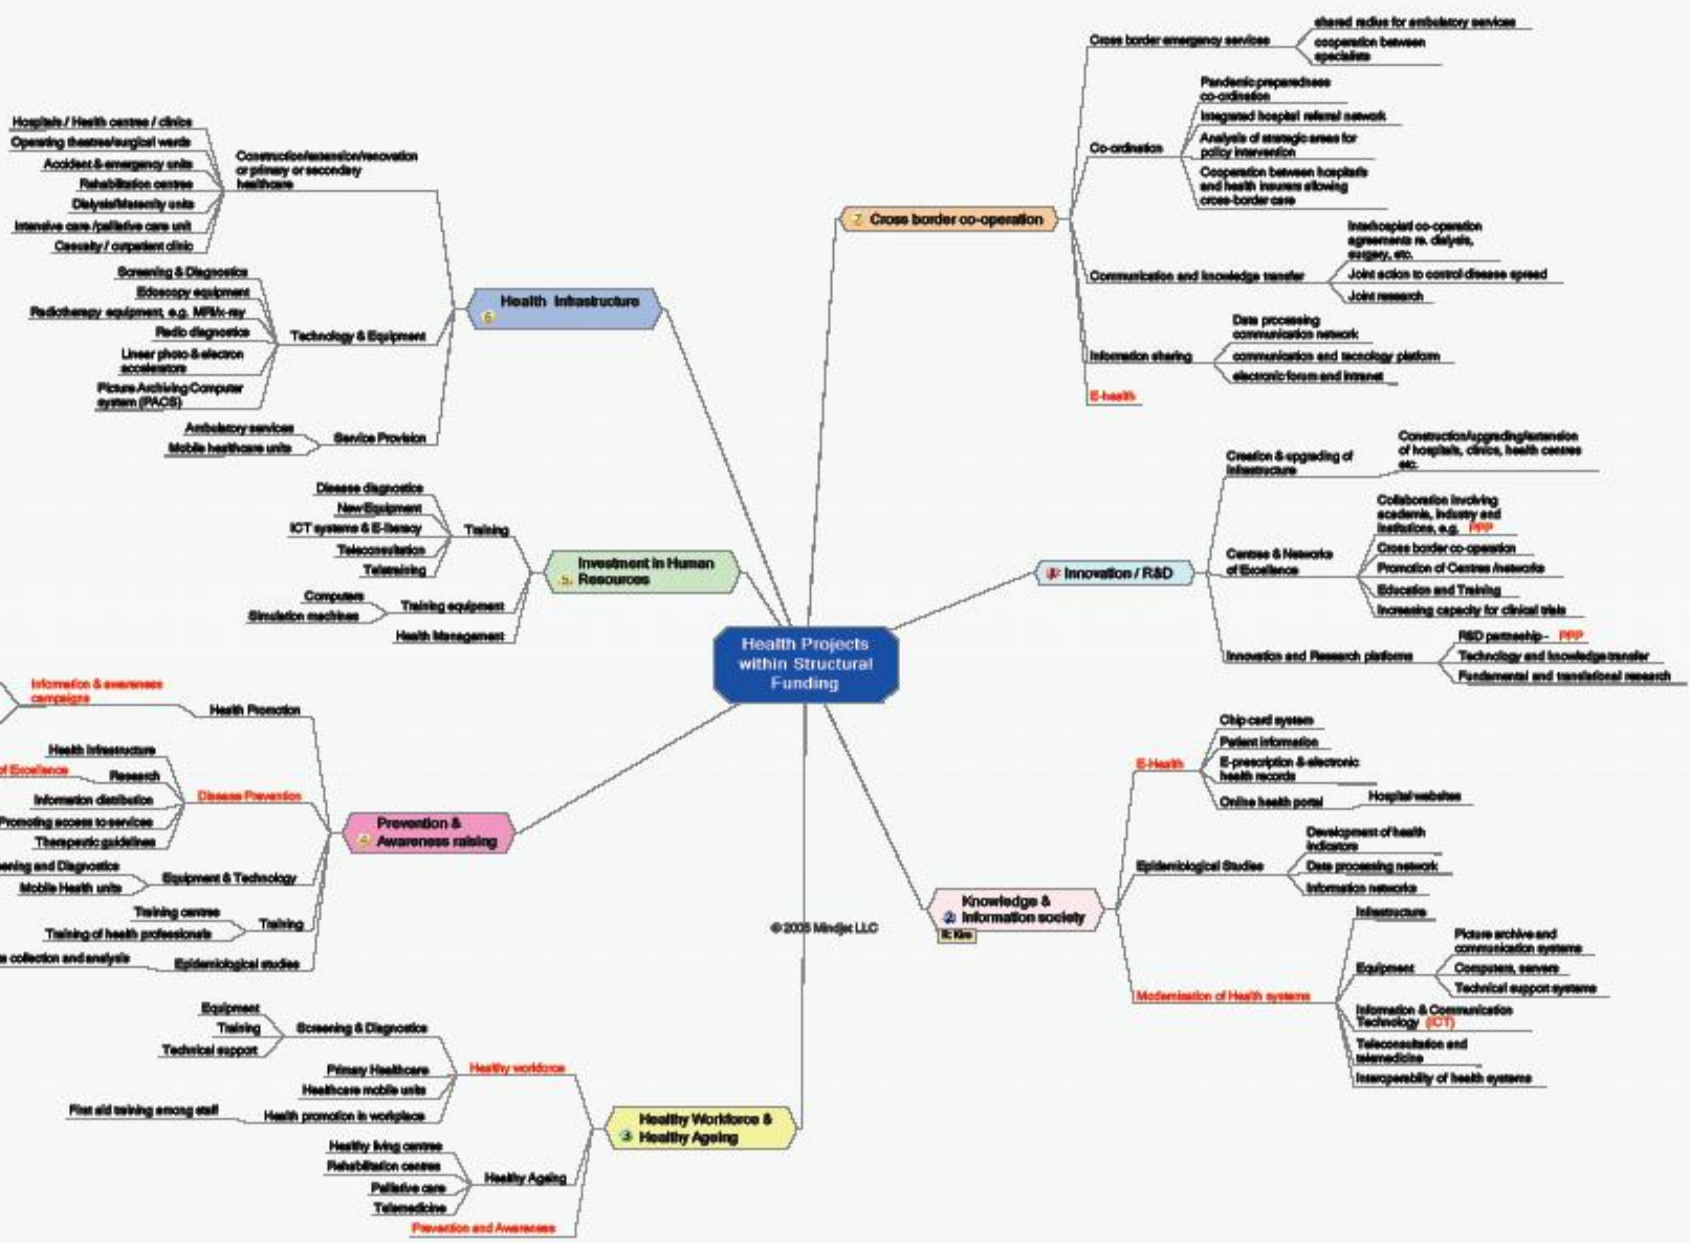 Health Projects
within Structural
Funding
7 Cross border co-operation
Cross border emergency services
shared radius for ambulatory services
cooperation between
specialists
Co-ordination
Pandemic preparedness
co-ordination
Integrated hospital referral network
Analysis of strategic areas for
policy intervention
Cooperation between hospitals
and health insurers allowing
cross-border care
Communication and knowledge transfer
Interhospiatl co-operation
agreements re. dialysis,
surgery, etc.
Joint action to control disease spread
Joint research
Information sharing
Data processing
communication network
communication and tecnology platform
electronic forum and intranet
E-health
Innovation / R&D
Creation & upgrading of
infrastructure
Construction/upgrading/extension
of hospitals, clinics, health centres
etc.
Centres & Networks
of Excellence
Collaboration involving
academia, industry and
institutions, e.g. PPP
Cross border co-operation
Promotion of Centres /networks
Education and Training
Increasing capacity for clinical trials
Innovation and Research platforms
R&D partneship - PPP
Technology and knowledge transfer
Fundamental and translational research
2 Knowledge &
Information society
E-Health
Chip card system
Patient information
E-prescription & electronic
health records
Online health portal
Hospital websites
Epidemiological Studies
Development of health
indicators
Data processing network
Information networks
Modernisation of Health systems
Infrastructure
Equipment
Picture archive and
communication systems
Computers, servers
Technical support systems
Information & Communication
Technology (ICT)
Teleconsultation and
telemedicine
Interoperability of health systems
3 Healthy Workforce &
Healthy Ageing
Healthy workforce
Screening & Diagnostics
Equipment
Training
Technical support
Primary Healthcare
Healthcare mobile units
Health promotion in workplace
First aid training among staff
Healthy Ageing
Healthy living centres
Rehabilitation centres
Palliative care
Telemedicine
Prevention and Awareness
4 Prevention &
Awareness raising
Health Promotion
Information & awareness
campaigns
Disease Prevention
Health Infrastructure
Research
of Excellence
Information distribution
Promoting access to services
Therapeutic guidelines
Equipment & Technology
ening and Diagnostics
Mobile Health units
Training
Training centres
Training of health professionals
Epidemiological studies
a collection and analysis
5 Investment in Human
Resources
Training
Disease diagnostics
New Equipment
ICT systems & E-literacy
Teleconsultation
Teletraining
Training equipment
Computers
Simulation machines
Health Management
6 Health Infrastructure
Construction/extension/renovation
or primary or secondary
healthcare
Hospitals / Health centres / clinics
Operating theatres/surgical wards
Accident & emergency units
Rehabilitation centres
Dialysis/Maternity units
Intensive care /palliative care unit
Casualty / outpatient clinic
Technology & Equipment
Screening & Diagnostics
Edoscopy equipment
Radiotherapy equipment, e.g. MRI/x-ray
Radio diagnostics
Linear photo & electron
accelerators
Picture Archiving Computer
system (PACS)
Service Provision
Ambulatory services
Mobile healthcare units
Mindjet LLC